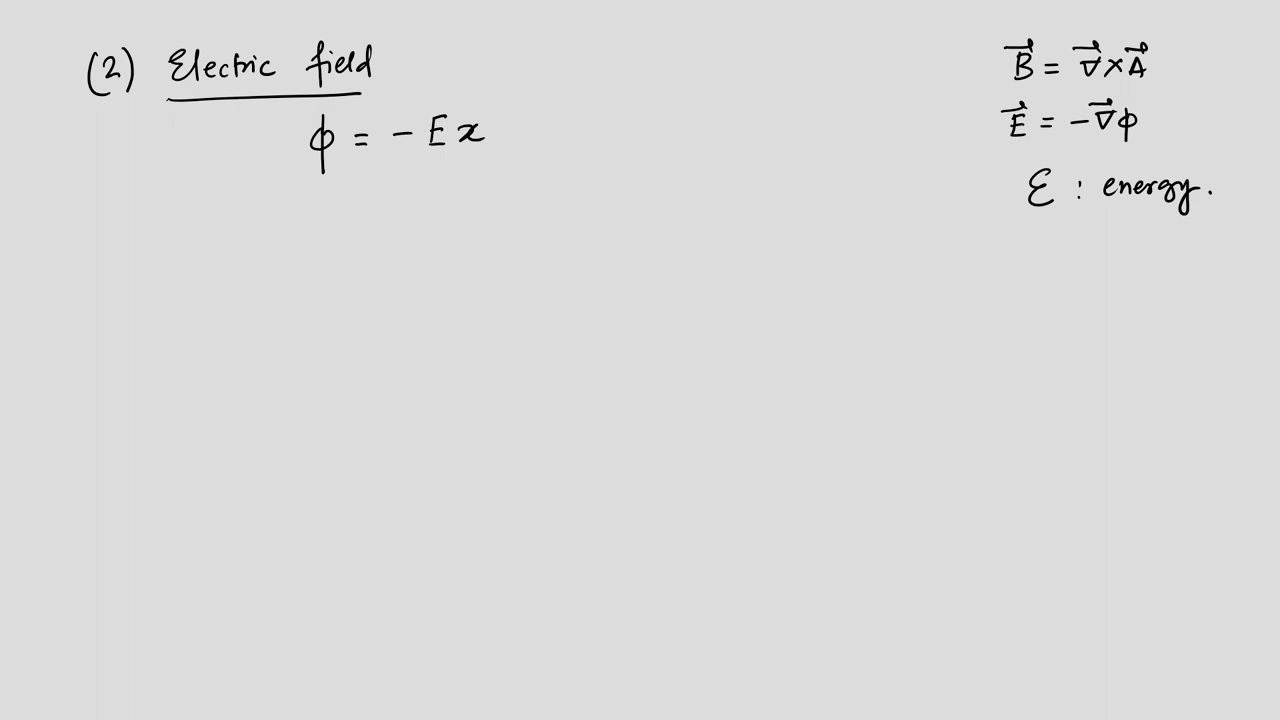 (2) Electric field
ϕ = − E x
B⃗ = ∇⃗ × A⃗
E⃗ = − ∇⃗ϕ
ℰ : energy.